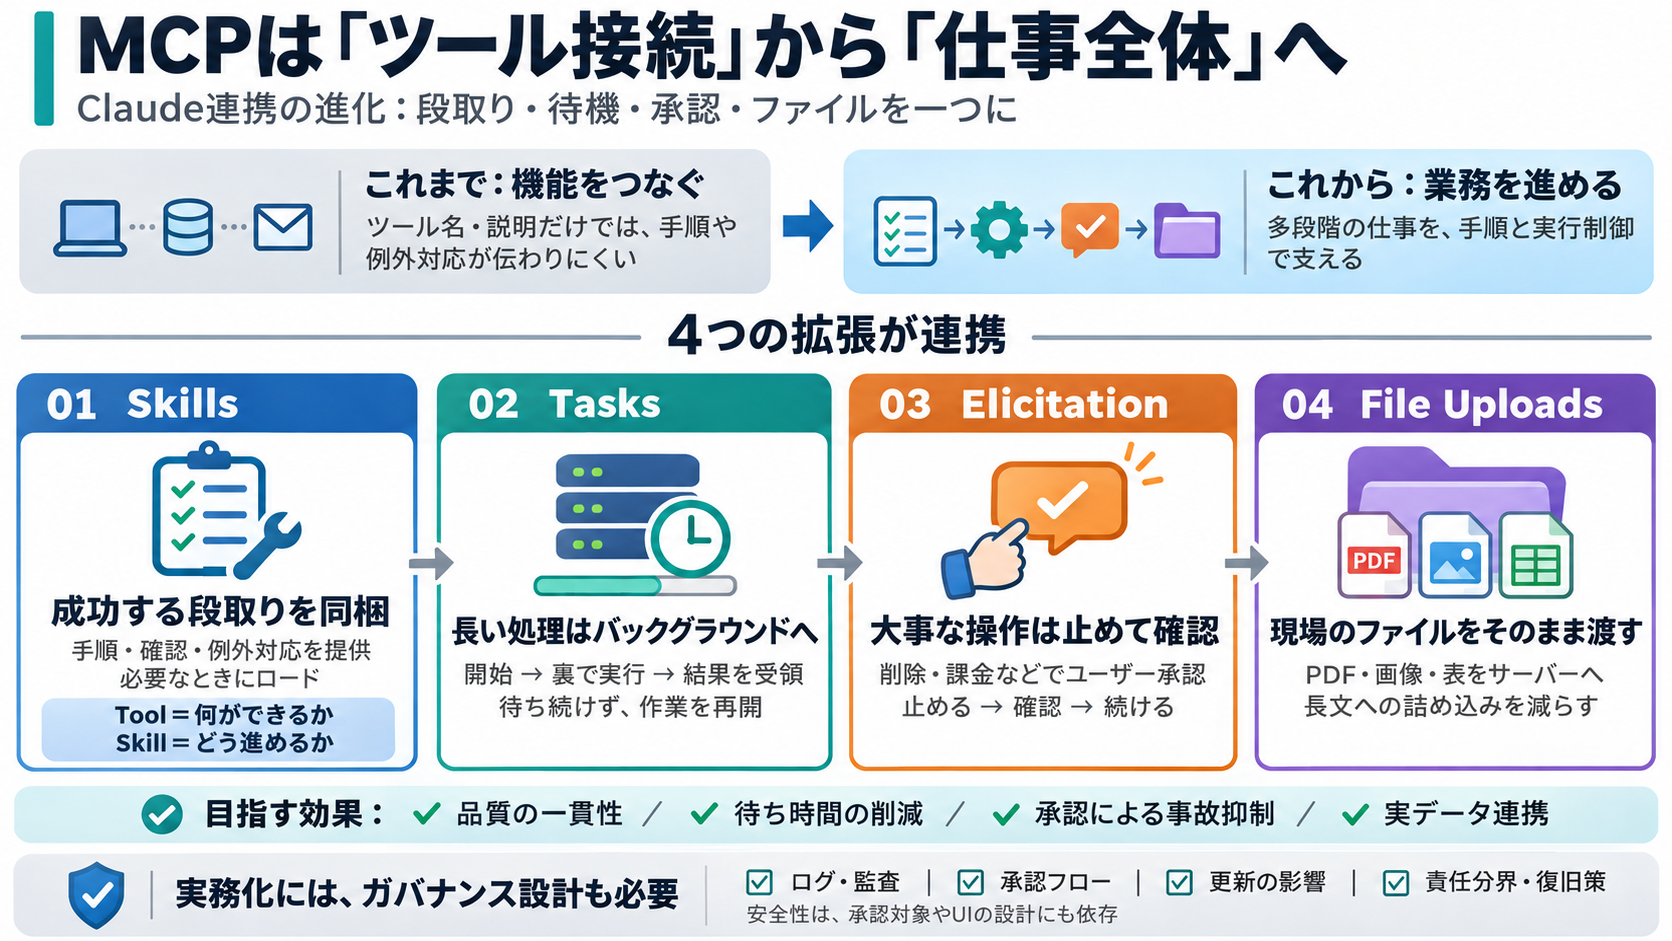 MCPは「ツール接続」から「仕事全体」へ
Claude連携の進化：段取り・待機・承認・ファイルを一つに
これまで：機能をつなぐ
ツール名・説明だけでは、手順や
例外対応が伝わりにくい
これから：業務を進める
多段階の仕事を、手順と実行制御
で支える
4つの拡張が連携
01 Skills
成功する段取りを同梱
手順・確認・例外対応を提供
必要なときにロード
Tool＝何ができるか
Skill＝どう進めるか
02 Tasks
長い処理はバックグラウンドへ
開始 → 裏で実行 → 結果を受領
待ち続けず、作業を再開
03 Elicitation
大事な操作は止めて確認
削除・課金などでユーザー承認
止める → 確認 → 続ける
04 File Uploads
PDF
現場のファイルをそのまま渡す
PDF・画像・表をサーバーへ
長文への詰め込みを減らす
目指す効果： 品質の一貫性 / 待ち時間の削減 / 承認による事故抑制 / 実データ連携
実務化には、ガバナンス設計も必要
ログ・監査 | 承認フロー | 更新の影響 | 責任分界・復旧策
安全性は、承認対象やUIの設計にも依存